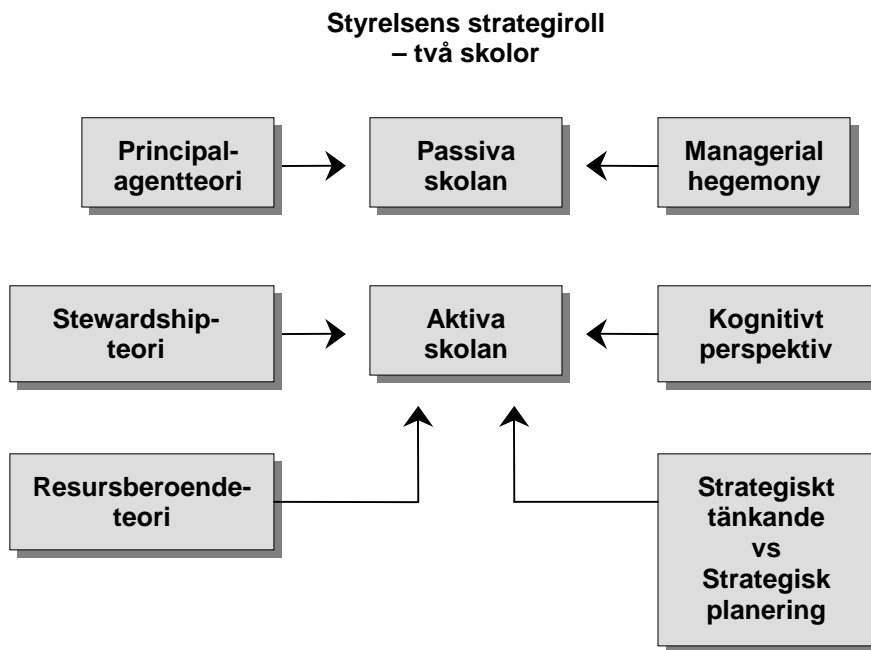 Styrelsens strategiroll
– två skolor
Principal-
agentteori
Passiva
skolan
Managerial
hegemony
Stewardship-
teori
Aktiva
skolan
Kognitivt
perspektiv
Resursberoende-
teori
Strategiskt
tänkande
vs
Strategisk
planering